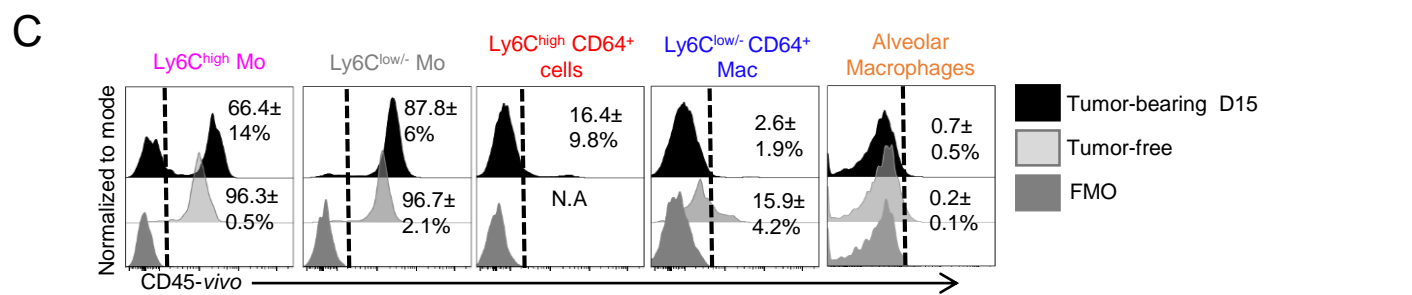 C
Ly6Chigh Mo
Ly6Clow/- Mo
Ly6Chigh CD64+
cells
Ly6Clow/- CD64+
Mac
Alveolar
Macrophages
Normalized to mode
66.4±
14%
96.3±
0.5%
87.8±
6%
96.7±
2.1%
16.4±
9.8%
N.A
2.6±
1.9%
15.9±
4.2%
0.7±
0.5%
0.2±
0.1%
Tumor-bearing D15
Tumor-free
FMO
CD45-vivo